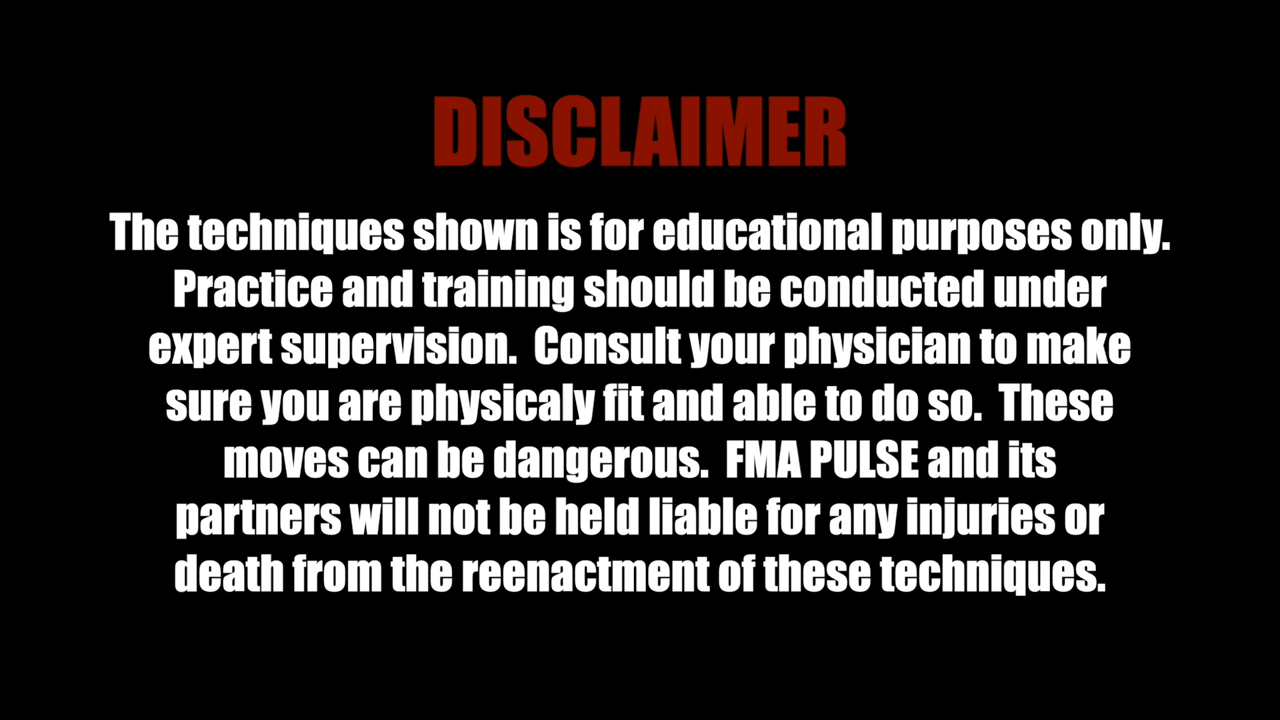 DISCLAIMER
The techniques shown is for educational purposes only.
Practice and training should be conducted under
expert supervision.  Consult your physician to make
sure you are physicaly fit and able to do so.  These
moves can be dangerous.  FMA PULSE and its
partners will not be held liable for any injuries or
death from the reenactment of these techniques.